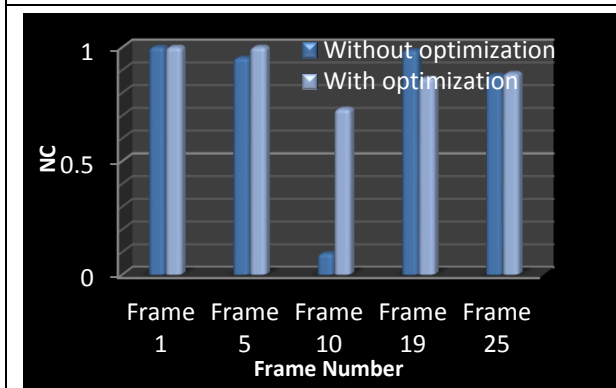 1
Without optimization
With optimization
NC
0.5
0
Frame Frame Frame Frame Frame
1 5 10 19 25
Frame Number